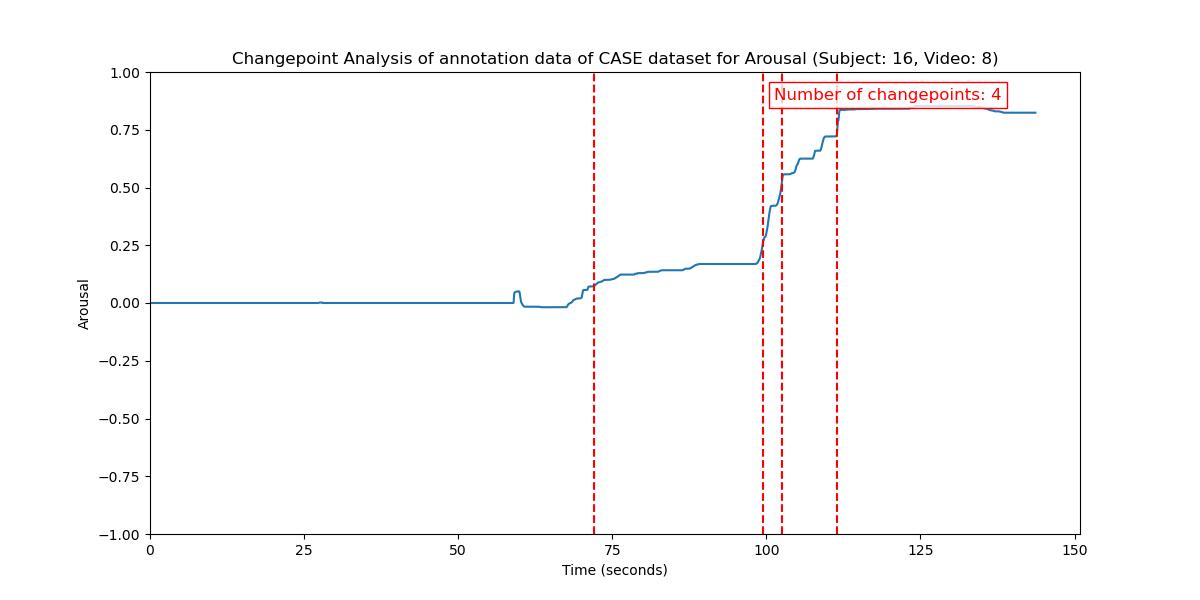 Changepoint Analysis of annotation data of CASE dataset for Arousal (Subject: 16, Video: 8)
Number of changepoints: 4
Arousal
1.00
0.75
0.50
0.25
0.00
−0.25
−0.50
−0.75
−1.00
0 25 50 75 100 125 150
Time (seconds)